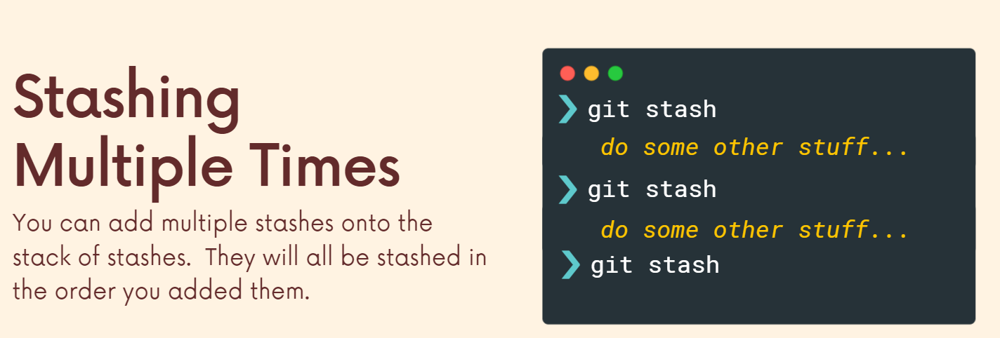 Stashing
Multiple Times
You can add multiple stashes onto the
stack of stashes.  They will all be stashed in
the order you added them.
❯ git stash
do some other stuff...
❯ git stash
do some other stuff...
❯ git stash